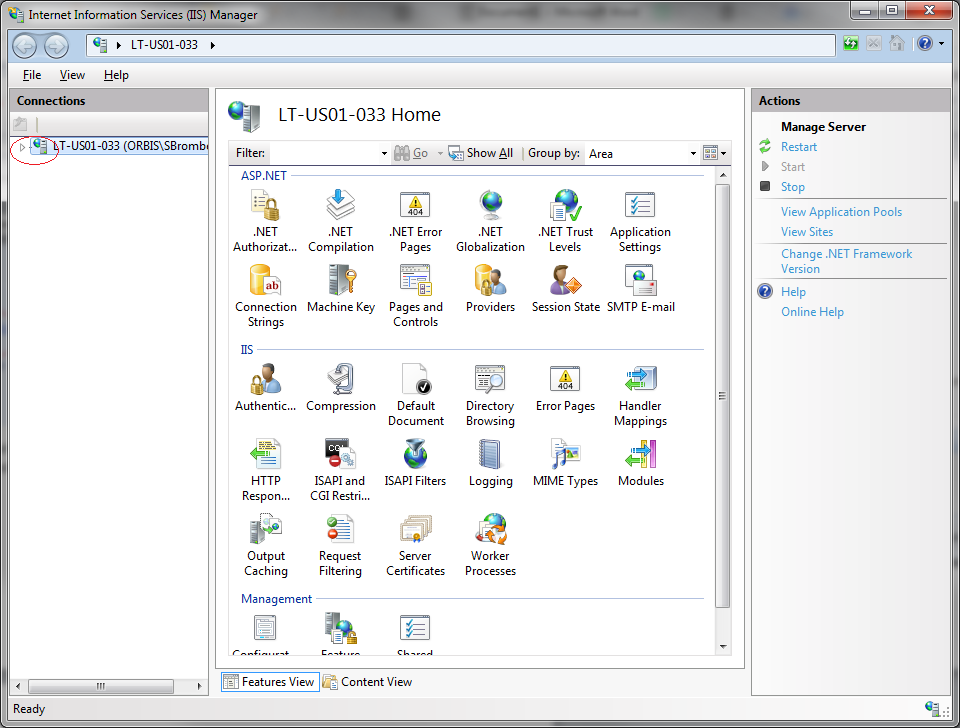 Internet Information Services (IIS) Manager
LT-US01-033
File View Help
Connections
LT-US01-033 (ORBIS\SBrombe
LT-US01-033 Home
Filter: Go Show All Group by: Area
ASP.NET
.NET Authorizat...
.NET Compilation
.NET Error Pages
.NET Globalization
.NET Trust Levels
Application Settings
Connection Strings
Machine Key
Pages and Controls
Providers
Session State
SMTP E-mail
IIS
Authentic...
Compression
Default Document
Directory Browsing
Error Pages
Handler Mappings
HTTP Respon...
ISAPI and CGI Restri...
ISAPI Filters
Logging
MIME Types
Modules
Output Caching
Request Filtering
Server Certificates
Worker Processes
Management
Configurat
Feature
Shared
Features View Content View
Actions
Manage Server
Restart
Start
Stop
View Application Pools
View Sites
Change .NET Framework
Version
Help
Online Help
Ready